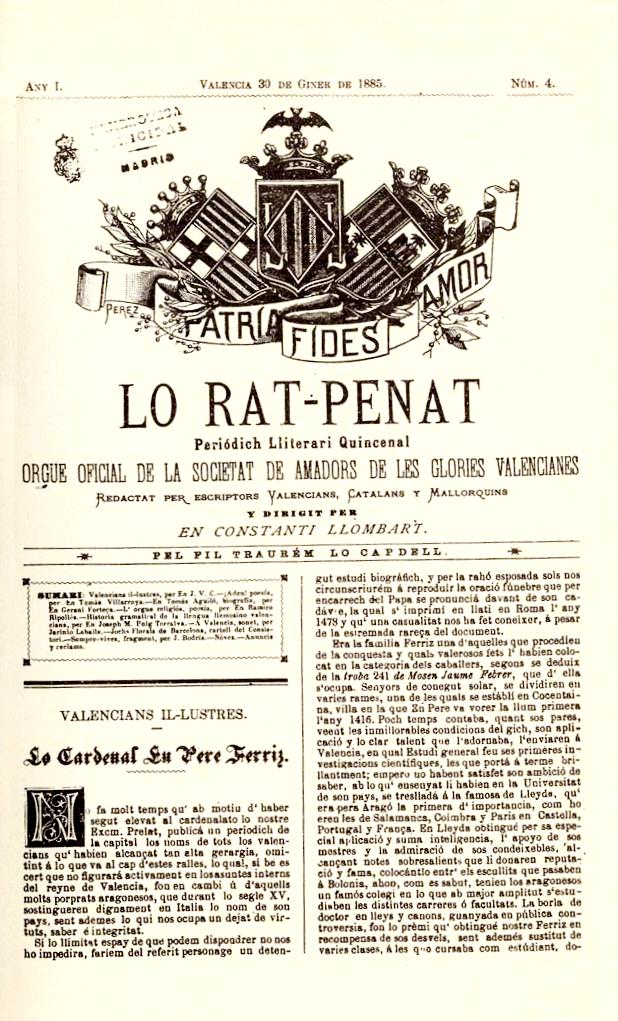 ANY I.
VALENCIA 30 DE GINER DE 1885.
NÚM. 4.
MADRID
PEREZ
PATRIA
FIDES
AMOR
LO RAT-PENAT
Periódich Lliterari Quincenal
ORGUE OFICIAL DE LA SOCIETAT DE AMADORS DE LES GLORIES VALENCIANES
REDACTAT PER ESCRIPTORS VALENCIANS, CATALANS Y MALLORQUINS
Y DIRIGIT PER
EN CONSTANTI LLOMBART.
PEL FIL TRAURÉM LO CAPDELL.
SUMARI: Valencians il-lustres, per En J. V. C.—¡Adeu! poesía,
per En Tomás Villarroya.—En Tomás Aguiló, biografía, per
En Geroni Forteça.—L' orgue religiós, poesía, per En Ramiro
Ripollés.—Historia gramatical de la llengua llemosino valen-
ciana, per En Joseph M. Puig Torralva.—Á Valencia, sonet, per
Jacinto Labaila.—Jochs Florals de Barcelona, cartell del Consis-
tori.—Sempre-vives, fragment, per J. Bodria.—Nóves.—Anuncis
y reclams.
VALENCIANS IL-LUSTRES.
Lo Cardenal En Pere Ferriz.
No fa molt temps qu' ab motiu d' haber
segut elevat al cardenalato lo nostre
Excm. Prelat, publicá un periodich de
la capital los noms de tots los valen-
cians qu' habien alcançat tan alta gerargia, omi-
tint á lo que va al cap d'estes ralles, lo qual, si be es
cert que no figurará activament en los asuntes interns
del reyne de Valencia, fon en cambi ú d'aquells
molts porprats aragonesos, que durant lo sigle XV,
sostingueren dignament en Italia lo nom de son
pays, sent ademes lo qui nos ocupa un dejat de vir-
tuts, saber é integritat.
Si lo llimitat espay de que podem dispondrer no nos
ho impedira, fariem del referit personage un deten-
gut estudi biográfich, y per la rahó esposada sols nos
circunscriurém á reproduir la oració fúnebre que per
encarrech del Papa se pronunciá davant de son ca-
dáver, la qual s' imprimí en llatí en Roma l' any
1478 y qu' una casualitat nos ha fet coneixer, á pesar
de la estremada rareça del document.
Era la familia Ferriz una d'aquelles que procedien
de la conquesta y quals valerosos fets l' habien colo-
cat en la categoria dels caballers, segons se deduix
de la troba 241 de Mosen Jaume Febrer, que d' ella
s'ocupa. Senyors de conegut solar, se dividiren en
varies rames, una de les quals se establí en Cocentai-
na, villa en la que En Pere va vorer la llum primera
l'any 1416. Poch temps contaba, quant sos pares,
veent les inmillorables condicions del gich, son apli-
cació y lo clar talent que l'adornaba, l'enviaren á
Valencia, en qual Estudi general feu ses primeres in-
vestigacions científiques, les que portá á terme bri-
llantment; empero no habent satisfet son ambició de
saber, ab lo qu' ensenyat li habien en la Universitat
de son pays, se tresllada á la famosa de Lleyda, qu'
era pera Aragó la primera d' importancia, com ho
eren les de Salamanca, Coimbra y Paris en Castella,
Portugal y França. En Lleyda obtingué per sa espe-
cial aplicació y suma inteligencia, l' apoyo de sos
mestres y la admiració de sos condeixebles, 'al-
cançant notes sobresalients que li donaren reputa-
ció y fama, colocántlo entr' els escullits que pasaben
á Bolonia, ahon, com es sabut, tenien los aragonesos
un famós colegi en lo que ab major amplitut s'estu-
diaben les distintes carreres ó facultats. La borla de
doctor en lleys y canons, guanyada en pública con-
troversia, fon lo prèmi qu' obtingué nostre Ferriz en
recompensa de sos desvels, sent ademés sustitut de
varies clases, á les que cursaba com estúdiant, do-